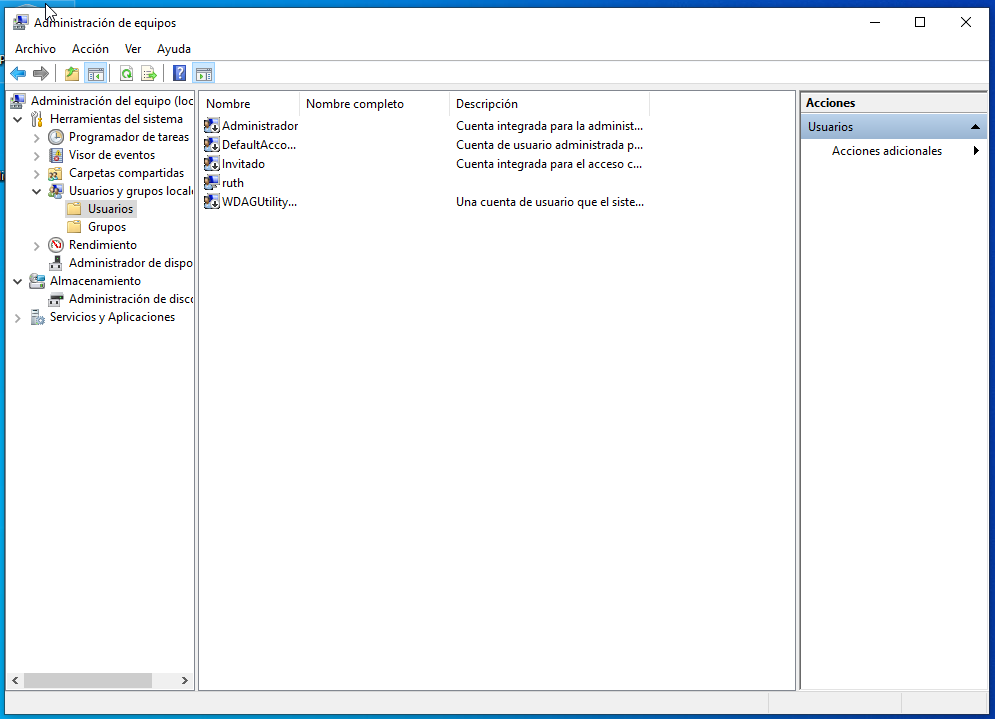 Administración de equipos
Archivo Acción Ver Ayuda
Administración del equipo (loc
Herramientas del sistema
Programador de tareas
Visor de eventos
Carpetas compartidas
Usuarios y grupos locale
Usuarios
Grupos
Rendimiento
Administrador de dispo
Almacenamiento
Administración de disco
Servicios y Aplicaciones
Nombre Nombre completo Descripción
Administrador Cuenta integrada para la administ...
DefaultAcco... Cuenta de usuario administrada p...
Invitado Cuenta integrada para el acceso c...
ruth
WDAGUtility... Una cuenta de usuario que el siste...
Acciones
Usuarios
Acciones adicionales